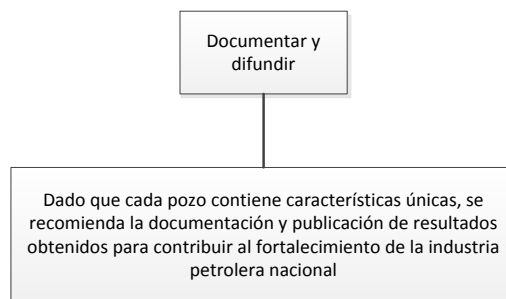 Documentar y
difundir
Dado que cada pozo contiene características únicas, se
recomienda la documentación y publicación de resultados
obtenidos para contribuir al fortalecimiento de la industria
petrolera nacional